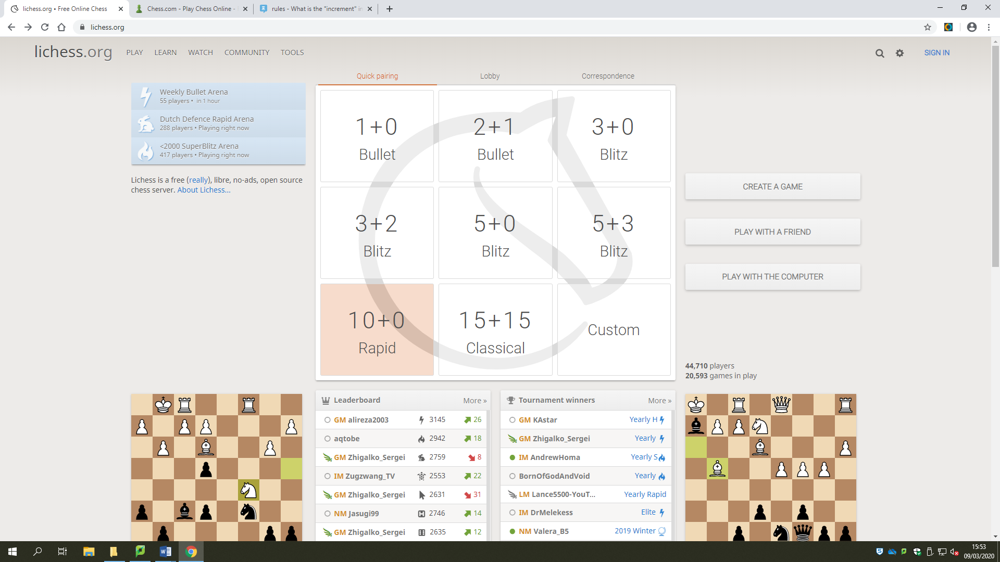 lichess.org • Free Online Chess
Chess.com - Play Chess Online -
rules - What is the "increment" in
lichess.org
lichess.org
PLAY
LEARN
WATCH
COMMUNITY
TOOLS
SIGN IN
Quick pairing
Lobby
Correspondence
Weekly Bullet Arena
55 players • in 1 hour
Dutch Defence Rapid Arena
288 players • Playing right now
<2000 SuperBlitz Arena
417 players • Playing right now
Lichess is a free (really), libre, no-ads, open source
chess server. About Lichess...
1+0
Bullet
2+1
Bullet
3+0
Blitz
3+2
Blitz
5+0
Blitz
5+3
Blitz
10+0
Rapid
15+15
Classical
Custom
CREATE A GAME
PLAY WITH A FRIEND
PLAY WITH THE COMPUTER
44,710 players
20,593 games in play
Leaderboard More »
GM alireza2003 3145 26
aqtobe 2942 18
GM Zhigalko_Sergei 2759 8
IM Zugzwang_TV 2553 22
GM Zhigalko_Sergei 2631 31
NM Jasugi99 2746 14
GM Zhigalko_Sergei 2635 12
Tournament winners More »
GM KAstar Yearly H
GM Zhigalko_Sergei Yearly
IM AndrewHoma Yearly S
BornOfGodAndVoid Yearly
LM Lance5500-YouT... Yearly Rapid
IM DrMelekess Elite
NM Valera_B5 2019 Winter
15:53
09/03/2020